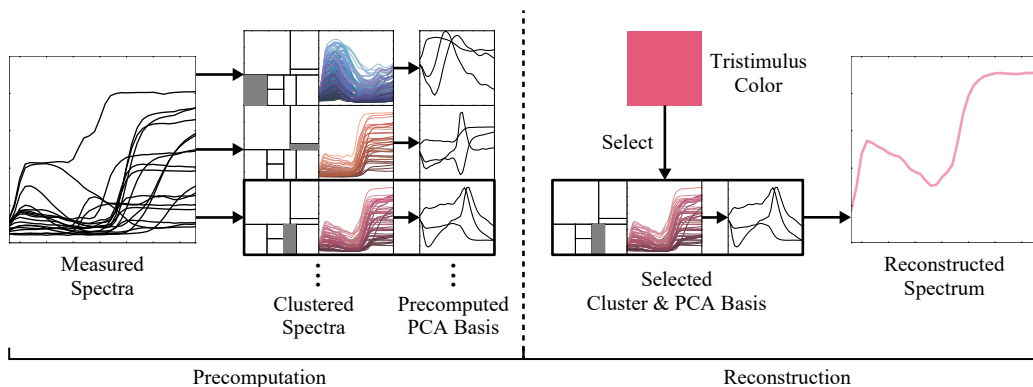 Measured
Spectra
Clustered
Spectra
Precomputed
PCA Basis
Tristimulus
Color
Select
Selected
Cluster & PCA Basis
Reconstructed
Spectrum
Precomputation
Reconstruction